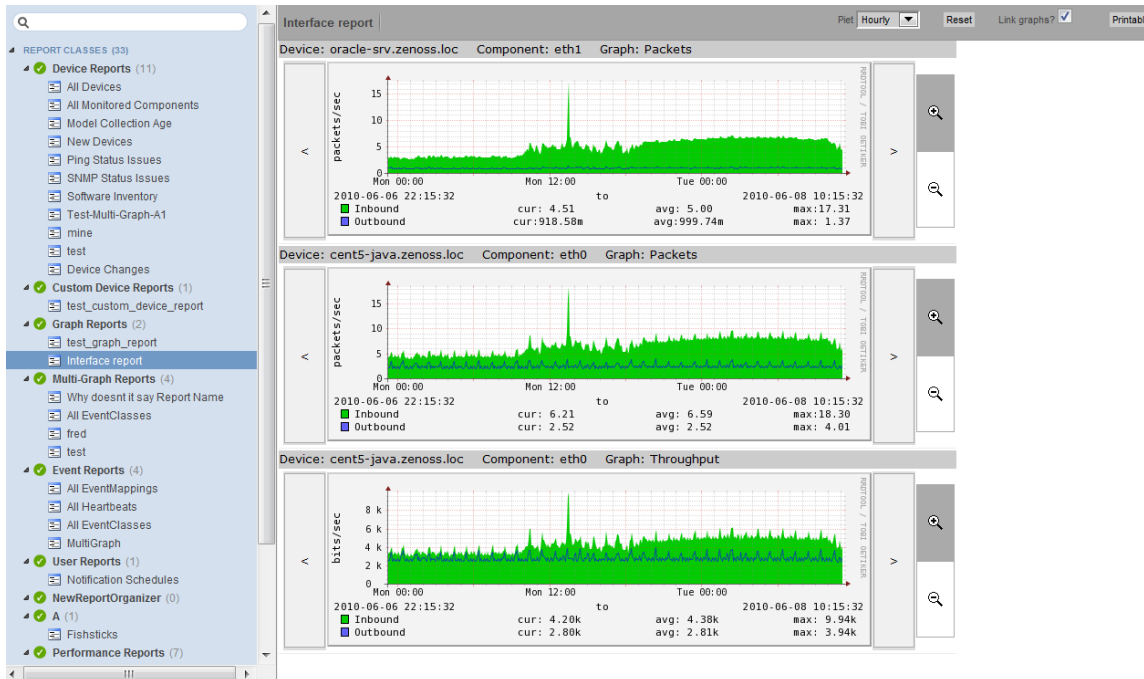 REPORT CLASSES (33)
Device Reports (11)
All Devices
All Monitored Components
Model Collection Age
New Devices
Ping Status Issues
SNMP Status Issues
Software Inventory
Test-Multi-Graph-A1
mine
test
Device Changes
Custom Device Reports (1)
test_custom_device_report
Graph Reports (2)
test_graph_report
Interface report
Multi-Graph Reports (4)
Why doesnt it say Report Name
All EventClasses
fred
test
Event Reports (4)
All EventMappings
All Heartbeats
All EventClasses
MultiGraph
User Reports (1)
Notification Schedules
NewReportOrganizer (0)
A (1)
Fishsticks
Performance Reports (7)
Interface report Hourly Reset Link graphs? Printabl
Device: oracle-srv.zenoss.loc Component: eth1 Graph: Packets
<
packets/sec
15
10
5
0
RRDTOOL / TOBI OETIKER
Mon 00:00 Mon 12:00 Tue 00:00
2010-06-06 22:15:32 to 2010-06-08 10:15:32
Inbound cur: 4.51 avg: 5.00 max:17.31
Outbound cur:918.58m avg:999.74m max: 1.37
>
Device: cent5-java.zenoss.loc Component: eth0 Graph: Packets
<
packets/sec
15
10
5
0
RRDTOOL / TOBI OETIKER
Mon 00:00 Mon 12:00 Tue 00:00
2010-06-06 22:15:32 to 2010-06-08 10:15:32
Inbound cur: 6.21 avg: 6.59 max:18.30
Outbound cur: 2.52 avg: 2.52 max: 4.01
>
Device: cent5-java.zenoss.loc Component: eth0 Graph: Throughput
<
bits/sec
8 k
6 k
4 k
2 k
0
RRDTOOL / TOBI OETIKER
Mon 00:00 Mon 12:00 Tue 00:00
2010-06-06 22:15:32 to 2010-06-08 10:15:32
Inbound cur: 4.20k avg: 4.38k max: 9.94k
Outbound cur: 2.80k avg: 2.81k max: 3.94k
>